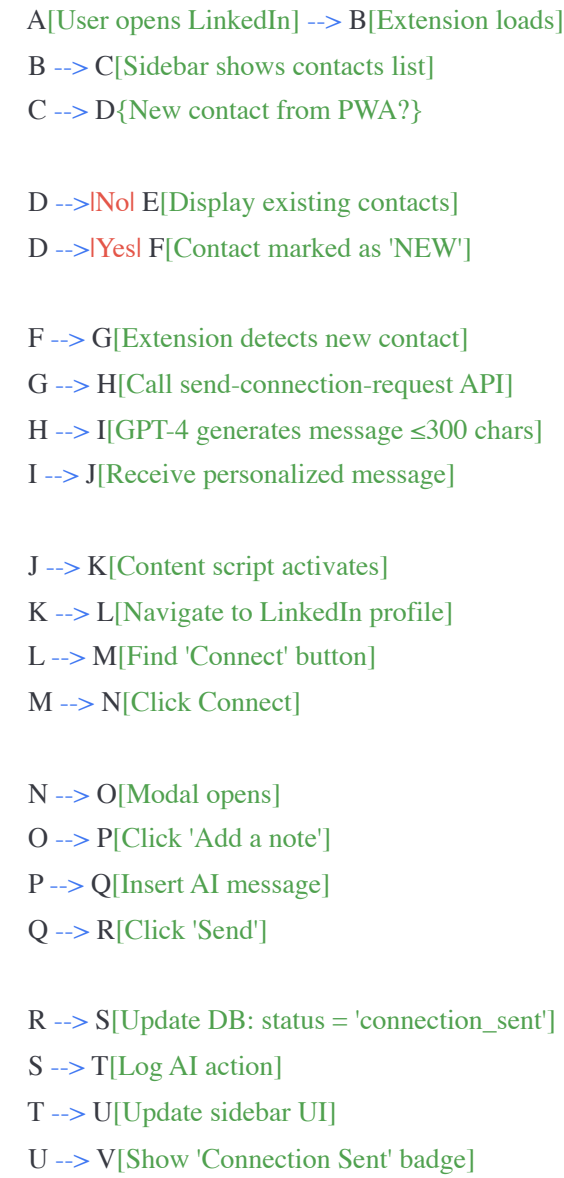 A[User opens LinkedIn] --> B[Extension loads]
B --> C[Sidebar shows contacts list]
C --> D{New contact from PWA?}
D -->|No| E[Display existing contacts]
D -->|Yes| F[Contact marked as 'NEW']
F --> G[Extension detects new contact]
G --> H[Call send-connection-request API]
H --> I[GPT-4 generates message ≤300 chars]
I --> J[Receive personalized message]
J --> K[Content script activates]
K --> L[Navigate to LinkedIn profile]
L --> M[Find 'Connect' button]
M --> N[Click Connect]
N --> O[Modal opens]
O --> P[Click 'Add a note']
P --> Q[Insert AI message]
Q --> R[Click 'Send']
R --> S[Update DB: status = 'connection_sent']
S --> T[Log AI action]
T --> U[Update sidebar UI]
U --> V[Show 'Connection Sent' badge]